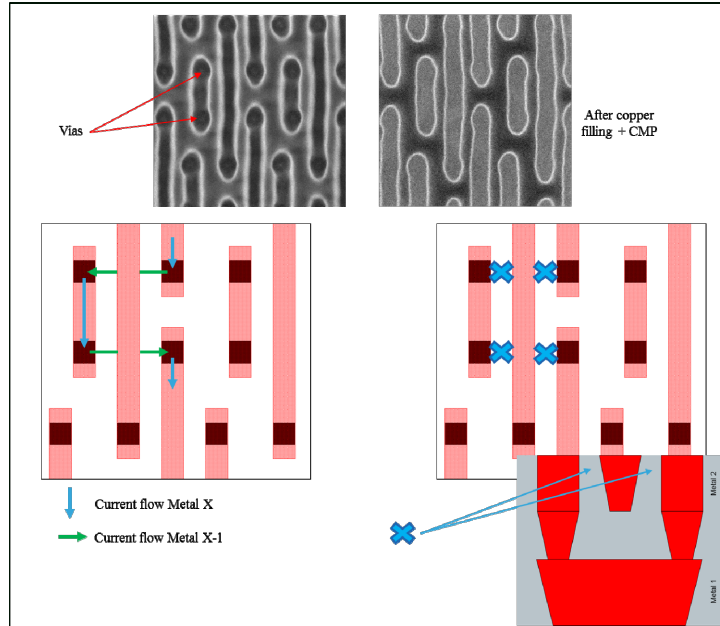 Vias
After copper
filling + CMP
Current flow Metal X
Current flow Metal X-1
Metal 2
Metal 1